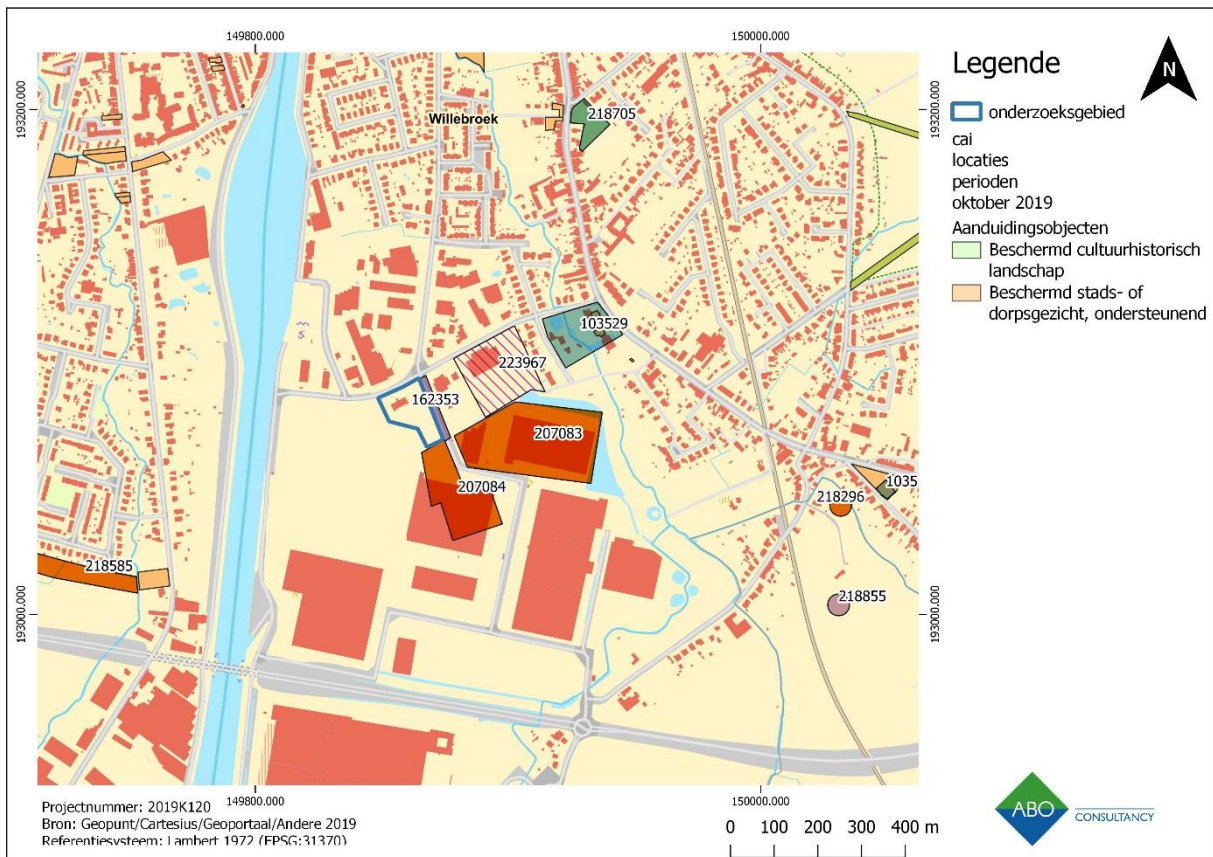 149800.000
150000.000
193200.000
193200.000
Willebroek
218705
103529
223967
162353
207083
207084
1035
218296
218585
218855
193000.000
193000.000
149800.000
150000.000
Legende
N
onderzoeksgebied
cai
locaties
perioden
oktober 2019
Aanduidingsobjecten
Beschermd cultuurhistorisch
landschap
Beschermd stads- of
dorpsgezicht, ondersteunend
Projectnummer: 2019K120
Bron: Geopunt/Cartesius/Geoportaal/Andere 2019
Referentiesysteem: Lambert 1972 (EPSG:31370)
0 100 200 300 400 m
ABO
CONSULTANCY